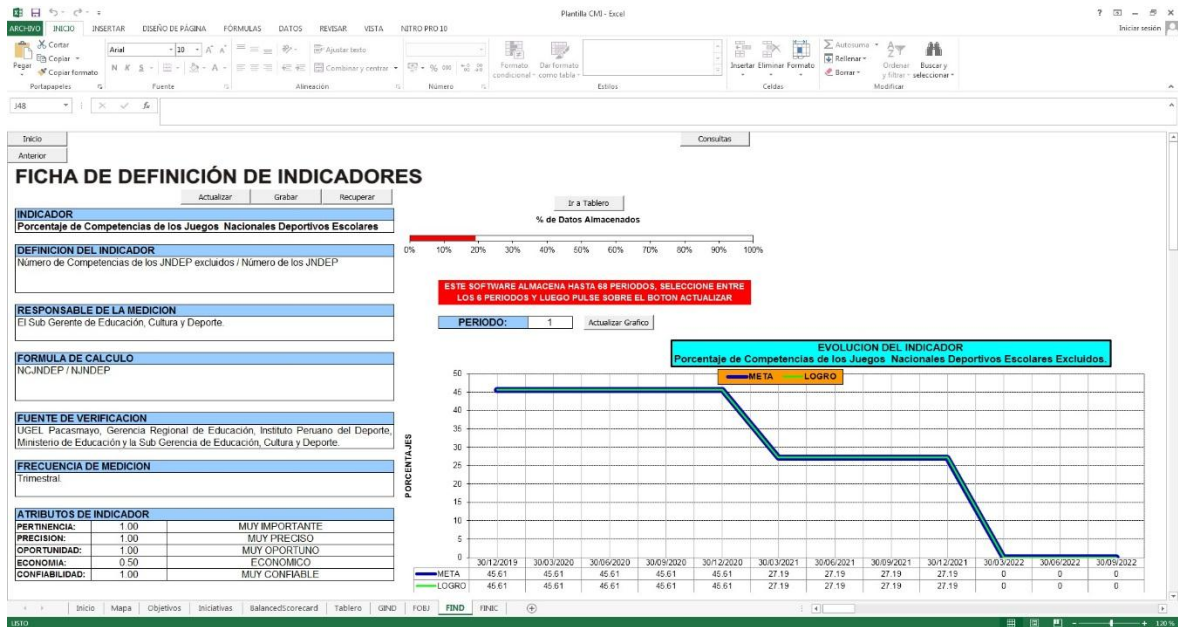 Plantilla CMI - Excel
ARCHIVO INICIO INSERTAR DISEÑO DE PÁGINA FÓRMULAS DATOS REVISAR VISTA NITRO PRO 10 Iniciar sesión
Pegar
Cortar
Copiar
Copiar formato
Portapapeles
Arial 10
N K S
Fuente
Ajustar texto
Combinar y centrar
Alineación
% 000
Número
Formato condicional
Dar formato como tabla
Estilos
Insertar Eliminar Formato
Celdas
Autosuma
Rellenar
Borrar
Ordenar y filtrar
Buscar y seleccionar
Modificar
J48
fx
Inicio
Consultas
Anterior
FICHA DE DEFINICIÓN DE INDICADORES
Actualizar Grabar Recuperar
INDICADOR
Porcentaje de Competencias de los Juegos Nacionales Deportivos Escolares
DEFINICION DEL INDICADOR
Número de Competencias de los JNDEP excluidos / Número de los JNDEP
RESPONSABLE DE LA MEDICION
El Sub Gerente de Educación, Cultura y Deporte.
FORMULA DE CALCULO
NCJNDEP / NJNDEP
FUENTE DE VERIFICACION
UGEL Pacasmayo, Gerencia Regional de Educación, Instituto Peruano del Deporte,
Ministerio de Educación y la Sub Gerencia de Educación, Cultura y Deporte.
FRECUENCIA DE MEDICION
Trimestral.
ATRIBUTOS DE INDICADOR
PERTINENCIA: 1.00 MUY IMPORTANTE
PRECISION: 1.00 MUY PRECISO
OPORTUNIDAD: 1.00 MUY OPORTUNO
ECONOMIA: 0.50 ECONOMICO
CONFIABILIDAD: 1.00 MUY CONFIABLE
Ir a Tablero
% de Datos Almacenados
0% 10% 20% 30% 40% 50% 60% 70% 80% 90% 100%
ESTE SOFTWARE ALMACENA HASTA 68 PERIODOS, SELECCIONE ENTRE
LOS 6 PERIODOS Y LUEGO PULSE SOBRE EL BOTON ACTUALIZAR
PERIODO: 1 Actualizar Grafico
EVOLUCION DEL INDICADOR
Porcentaje de Competencias de los Juegos Nacionales Deportivos Escolares Excluidos.
META LOGRO
PORCENTAJES
50
45
40
35
30
25
20
15
10
5
0
30/12/2019 30/03/2020 30/06/2020 30/09/2020 30/12/2020 30/03/2021 30/06/2021 30/09/2021 30/12/2021 30/03/2022 30/06/2022 30/09/2022
META 45.61 45.61 45.61 45.61 45.61 27.19 27.19 27.19 27.19 0 0 0
LOGRO 45.61 45.61 45.61 45.61 45.61 27.19 27.19 27.19 27.19 0 0 0
Inicio Mapa Objetivos Iniciativas BalancedScorecard Tablero GIND FOBJ FIND FINIC
LISTO 120 %